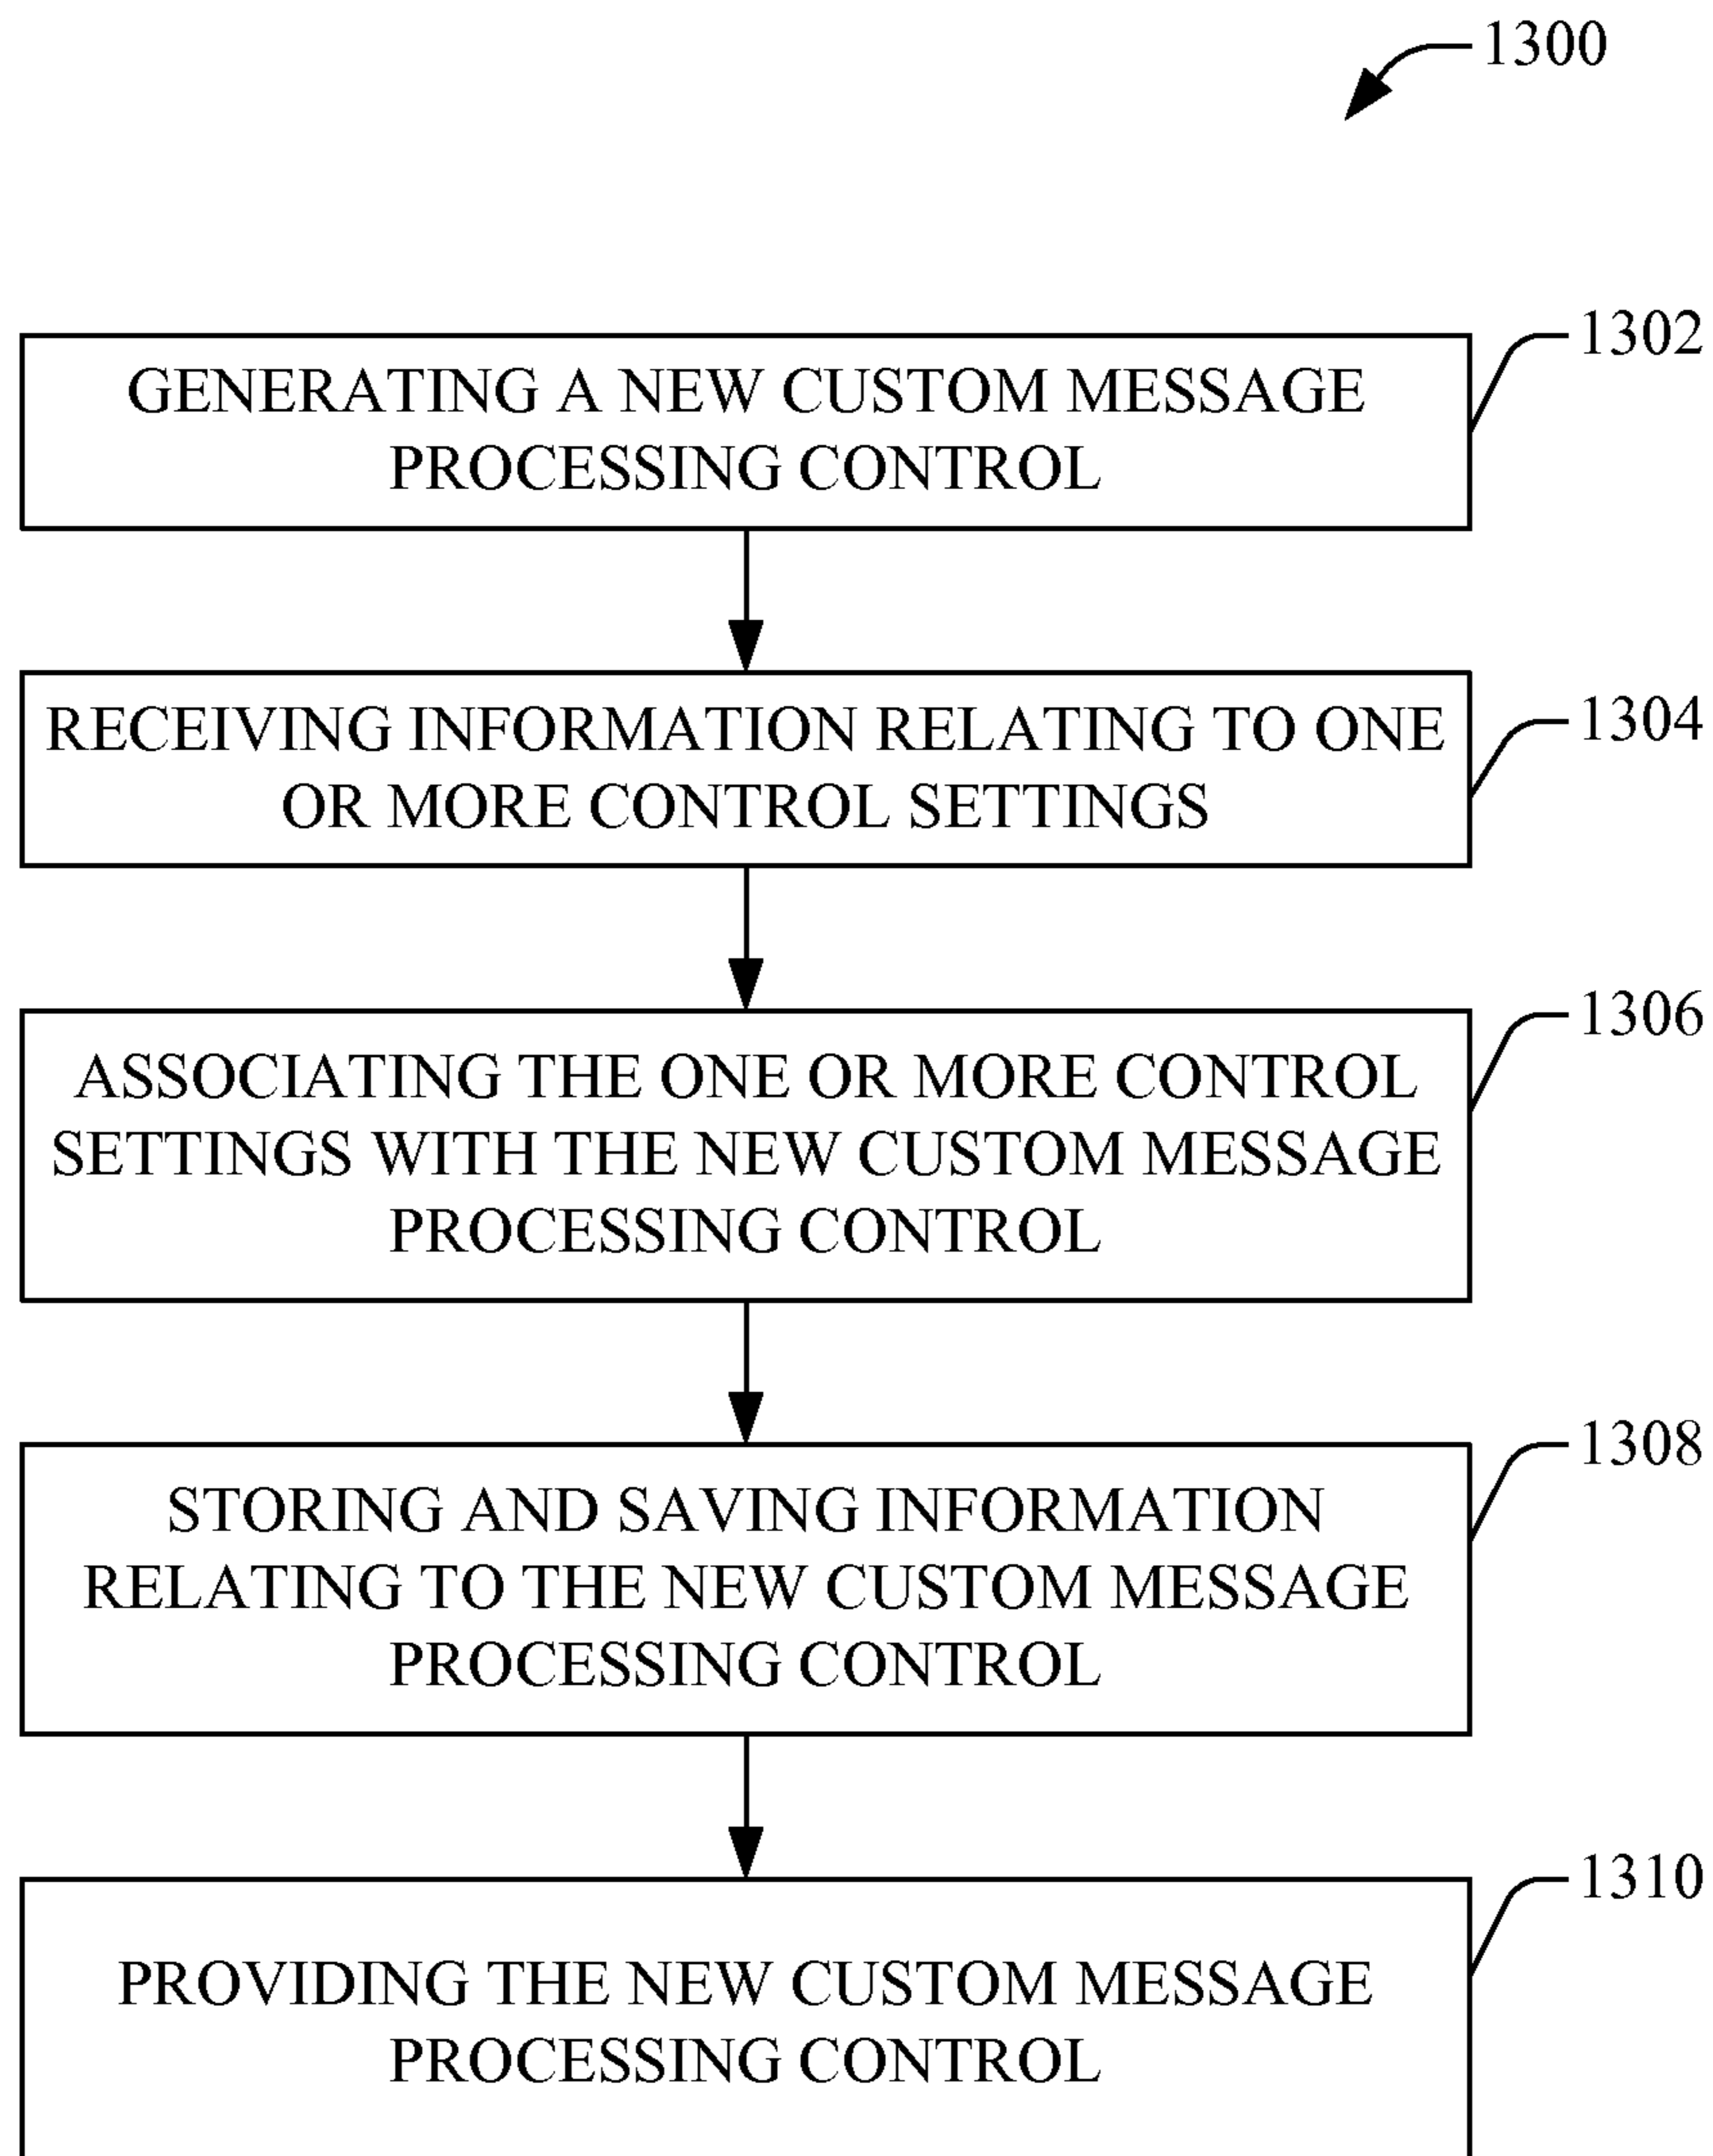 1300
1302
GENERATING A NEW CUSTOM MESSAGE
PROCESSING CONTROL
1304
RECEIVING INFORMATION RELATING TO ONE
OR MORE CONTROL SETTINGS
1306
ASSOCIATING THE ONE OR MORE CONTROL
SETTINGS WITH THE NEW CUSTOM MESSAGE
PROCESSING CONTROL
1308
STORING AND SAVING INFORMATION
RELATING TO THE NEW CUSTOM MESSAGE
PROCESSING CONTROL
1310
PROVIDING THE NEW CUSTOM MESSAGE
PROCESSING CONTROL